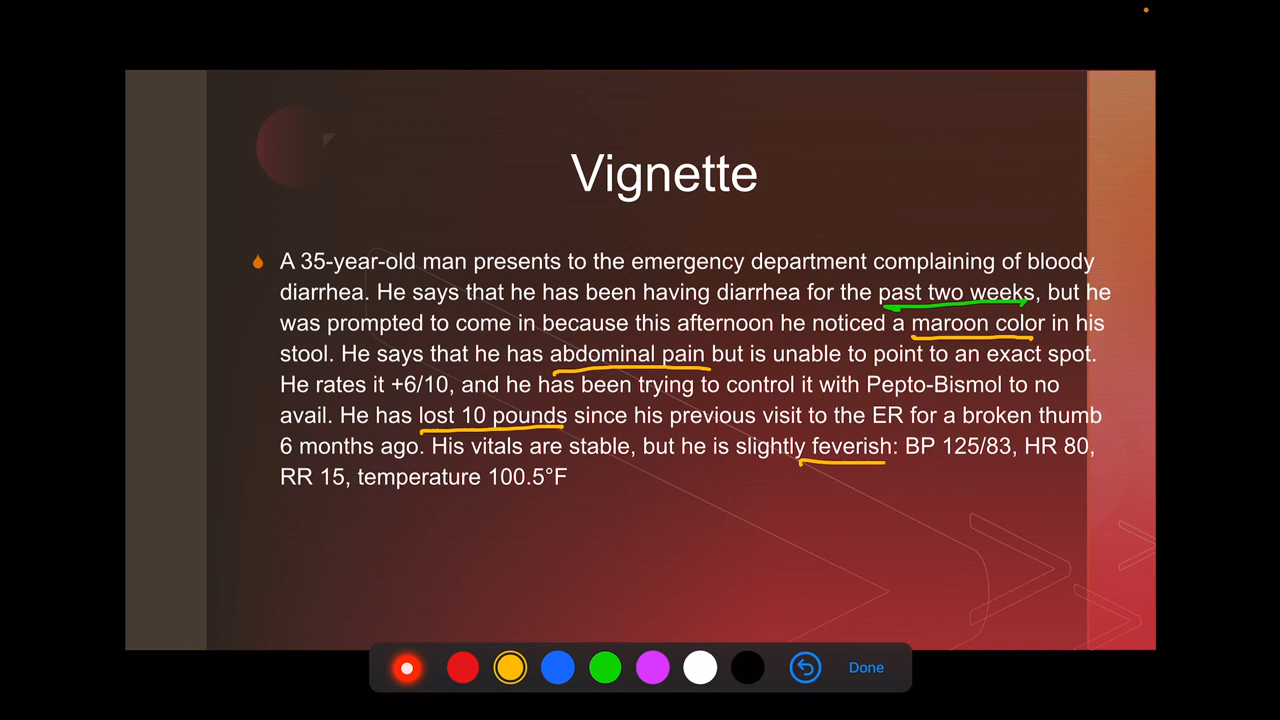 Vignette
A 35-year-old man presents to the emergency department complaining of bloody
diarrhea. He says that he has been having diarrhea for the past two weeks, but he
was prompted to come in because this afternoon he noticed a maroon color in his
stool. He says that he has abdominal pain but is unable to point to an exact spot.
He rates it +6/10, and he has been trying to control it with Pepto-Bismol to no
avail. He has lost 10 pounds since his previous visit to the ER for a broken thumb
6 months ago. His vitals are stable, but he is slightly feverish: BP 125/83, HR 80,
RR 15, temperature 100.5°F
Done